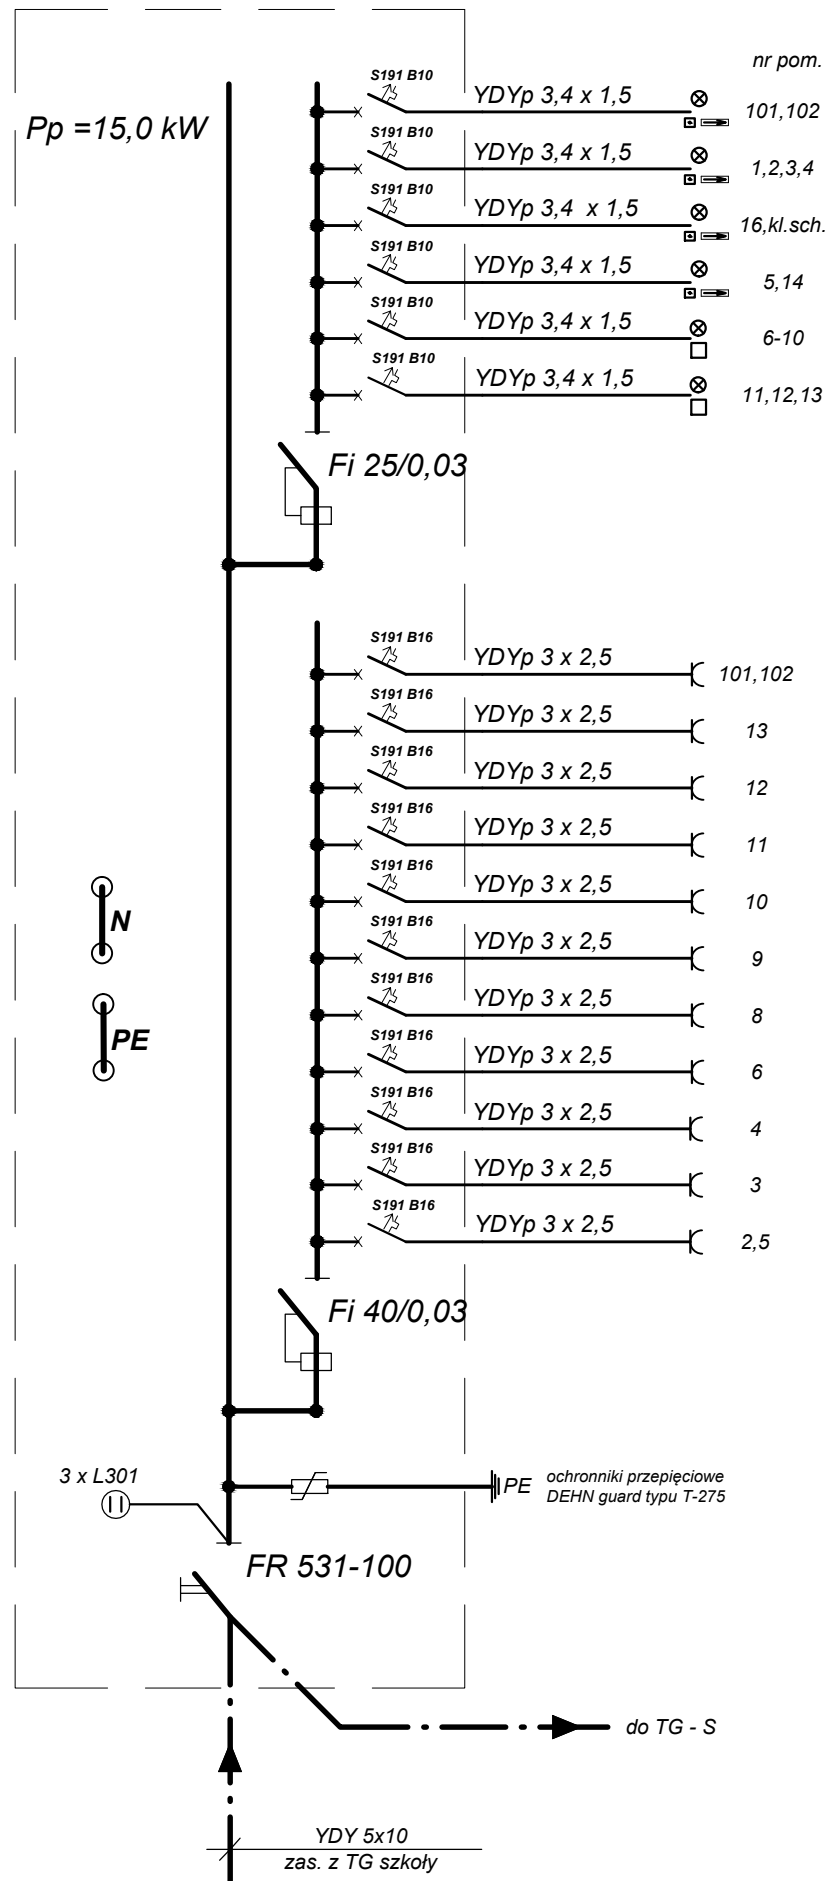 nr pom.
Pp =15,0 kW
S191 B10 YDYp 3,4 x 1,5 101,102
S191 B10 YDYp 3,4 x 1,5 1,2,3,4
S191 B10 YDYp 3,4 x 1,5 16,kl.sch.
S191 B10 YDYp 3,4 x 1,5 5,14
S191 B10 YDYp 3,4 x 1,5 6-10
S191 B10 YDYp 3,4 x 1,5 11,12,13
Fi 25/0,03
S191 B16 YDYp 3 x 2,5 101,102
S191 B16 YDYp 3 x 2,5 13
S191 B16 YDYp 3 x 2,5 12
S191 B16 YDYp 3 x 2,5 11
S191 B16 YDYp 3 x 2,5 10
S191 B16 YDYp 3 x 2,5 9
S191 B16 YDYp 3 x 2,5 8
S191 B16 YDYp 3 x 2,5 6
S191 B16 YDYp 3 x 2,5 4
S191 B16 YDYp 3 x 2,5 3
S191 B16 YDYp 3 x 2,5 2,5
N
PE
Fi 40/0,03
3 x L301
PE
ochronniki przepięciowe
DEHN guard typu T-275
FR 531-100
do TG - S
YDY 5x10
zas. z TG szkoły